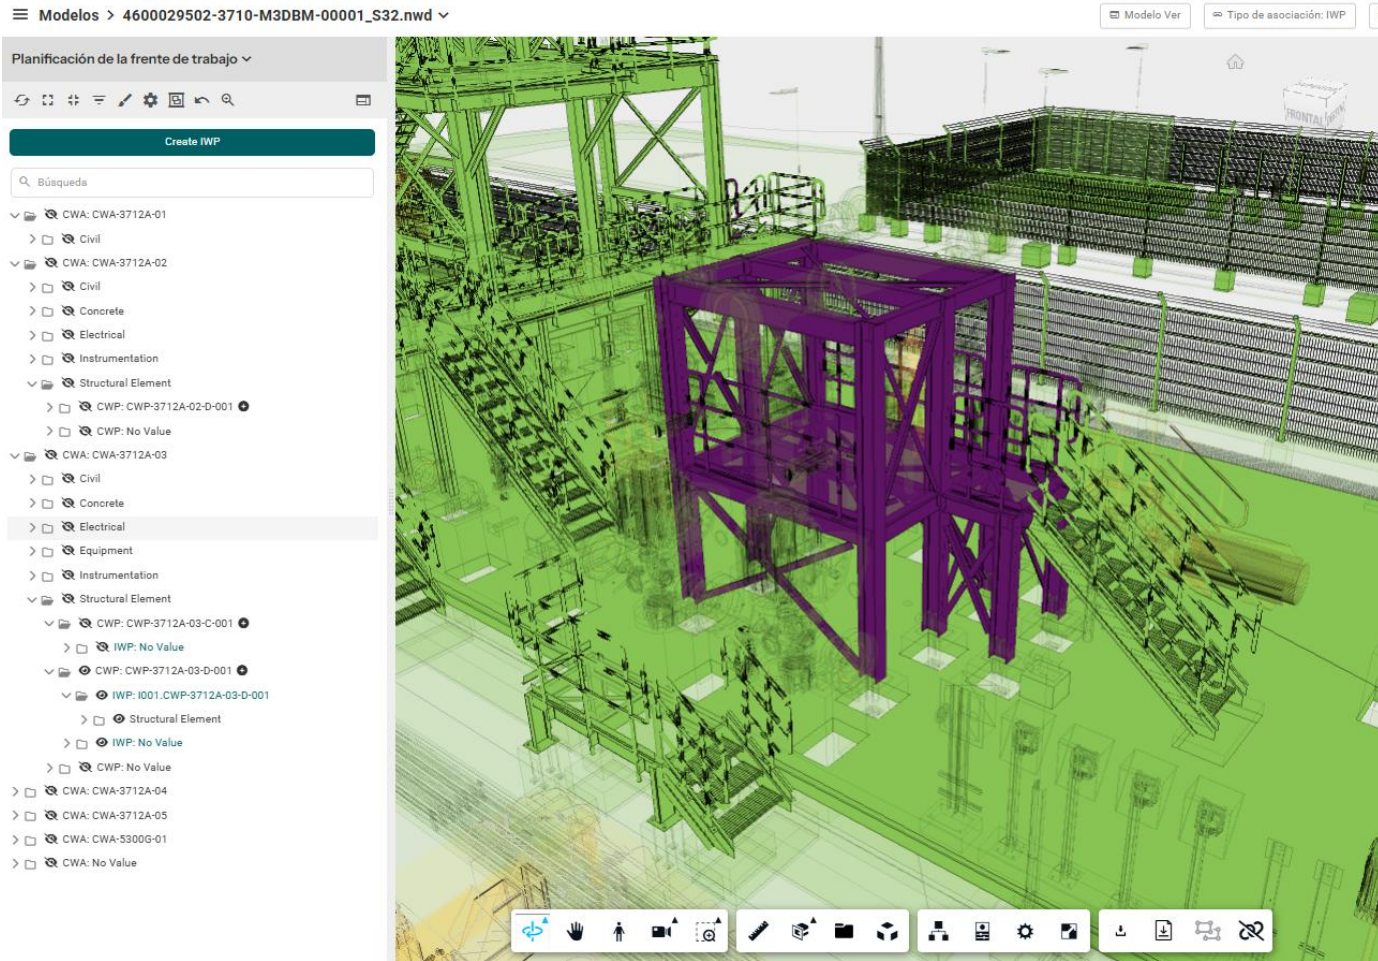 Modelos > 4600029502-3710-M3DBM-00001_S32.nwd
Modelo Ver
Tipo de asociación: IWP
Planificación de la frente de trabajo
Create IWP
Búsqueda
CWA: CWA-3712A-01
Civil
CWA: CWA-3712A-02
Civil
Concrete
Electrical
Instrumentation
Structural Element
CWP: CWP-3712A-02-D-001
CWP: No Value
CWA: CWA-3712A-03
Civil
Concrete
Electrical
Equipment
Instrumentation
Structural Element
CWP: CWP-3712A-03-C-001
IWP: No Value
CWP: CWP-3712A-03-D-001
IWP: I001.CWP-3712A-03-D-001
Structural Element
IWP: No Value
CWP: No Value
CWA: CWA-3712A-04
CWA: CWA-3712A-05
CWA: CWA-5300G-01
CWA: No Value
FRONTAL